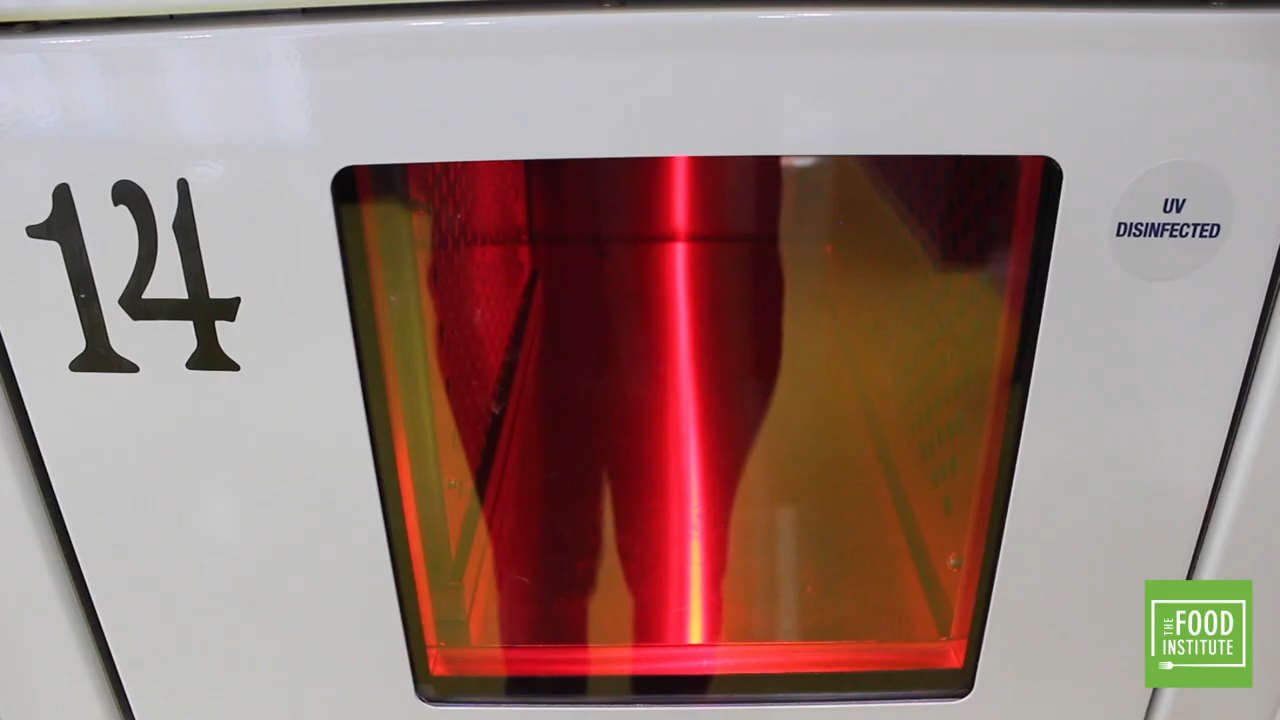 14
UV
DISINFECTED
THE
FOOD
INSTITUTE